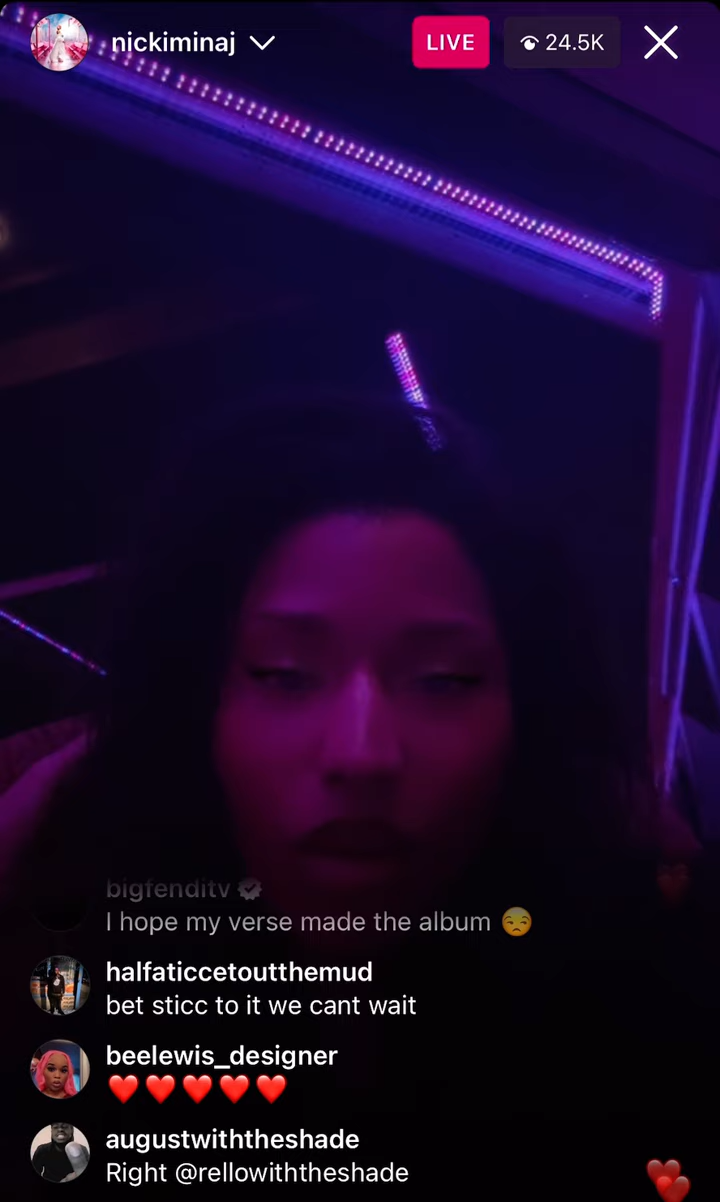 nickiminaj
LIVE
24.5K
bigfenditv
I hope my verse made the album 😒
halfaticcetoutthemud
bet sticc to it we cant wait
beelewis_designer
❤️❤️❤️❤️❤️
augustwiththeshade
Right @rellowiththeshade